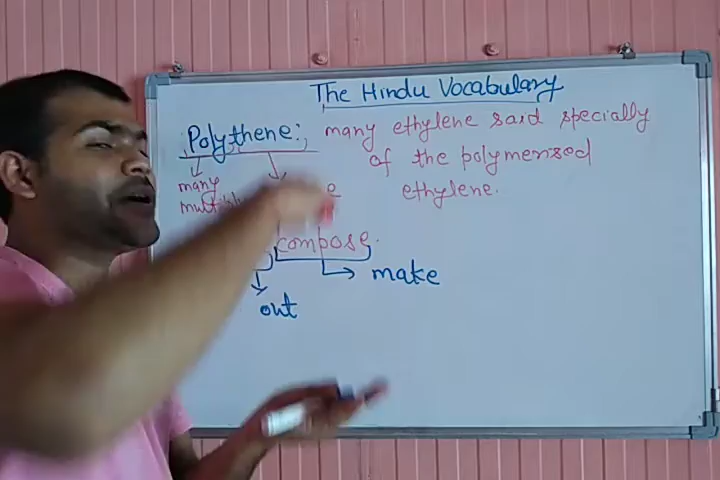 The Hindu Vocabulary
Polythene: many ethylene said specially
of the polymerised
many
ethylene.
compose.
make
out